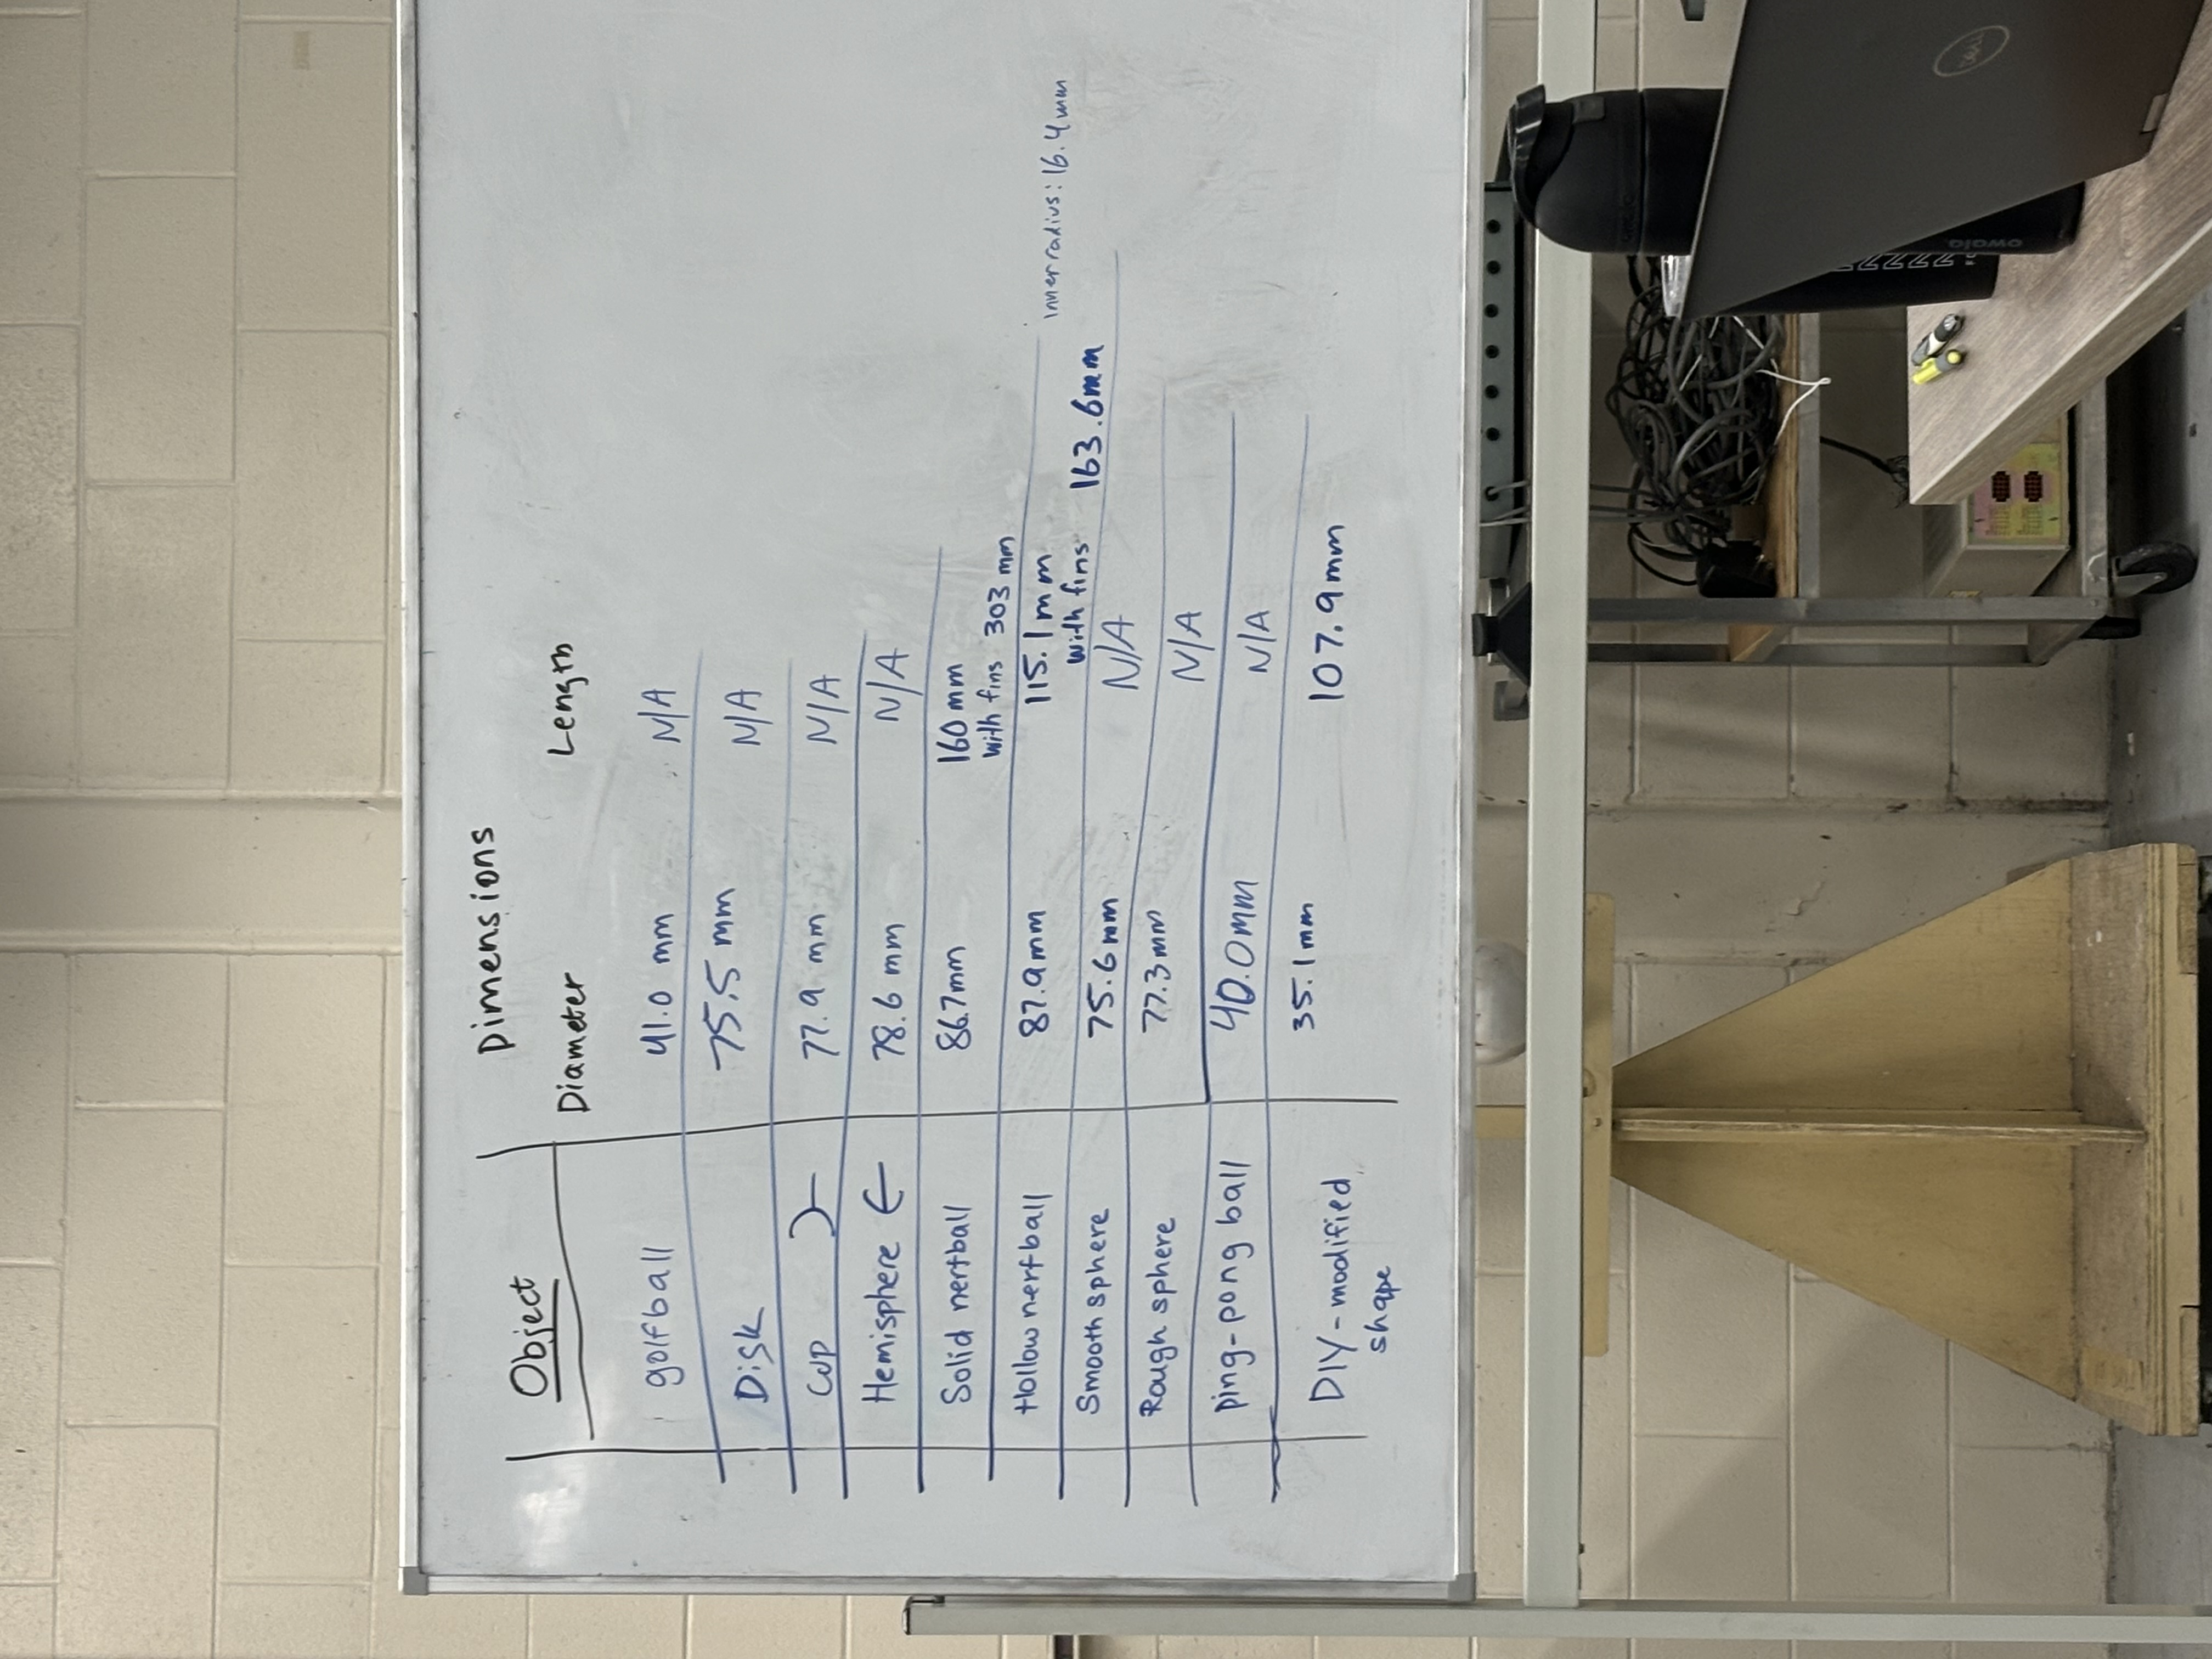 Dimensions
Object
Diameter Length
golfball 41.0 mm N/A
Disk 75.5 mm N/A
Cup 77.9 mm N/A
Hemisphere 78.6 mm N/A
Solid nerfball 86.7mm 160 mm
with fins 303 mm
Hollow nerfball 87.9mm 115.1mm inner radius: 16.4mm
with fins 163.6mm
Smooth sphere 75.6mm N/A
Rough sphere 77.3mm N/A
ping-pong ball 40.0mm N/A
DIY-modified 35.1mm 107.9mm
shape
owala
DELL